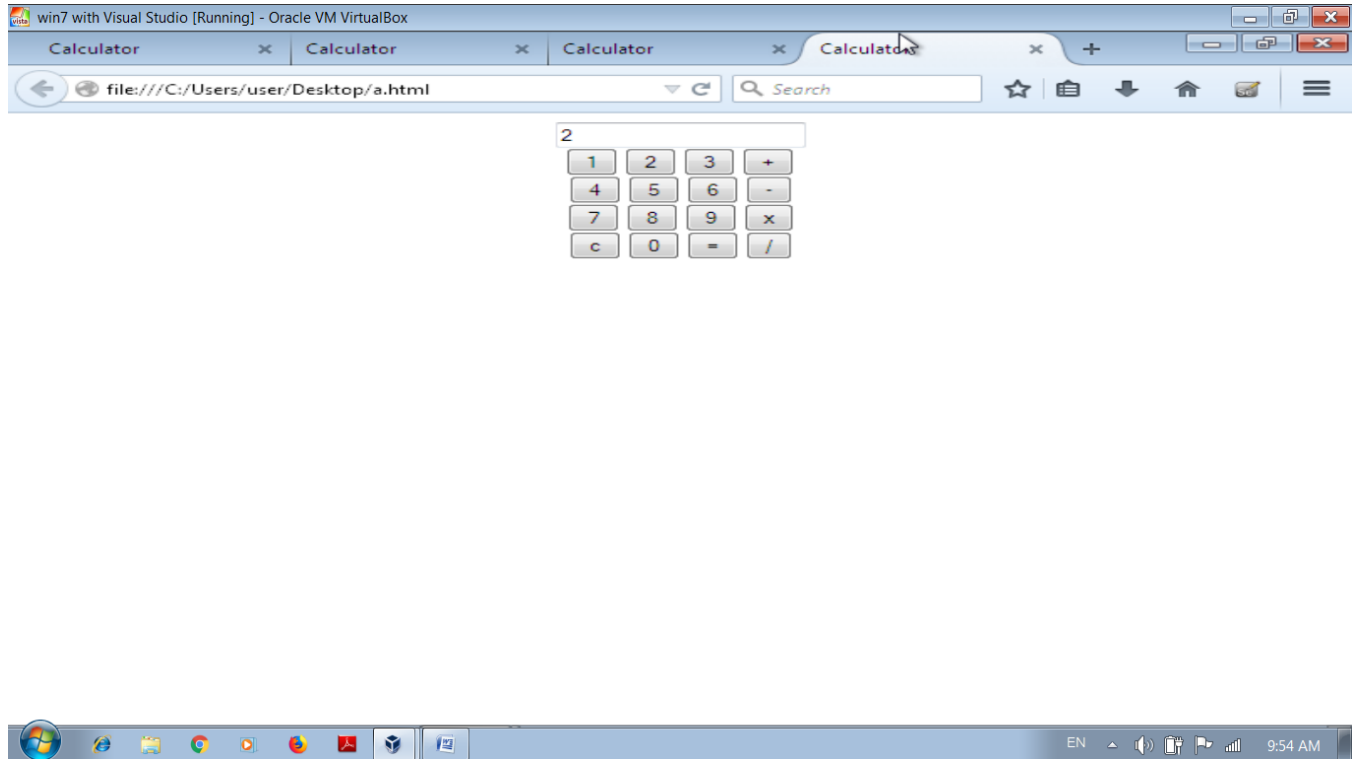 win7 with Visual Studio [Running] - Oracle VM VirtualBox
Calculator Calculator Calculator Calculator
file:///C:/Users/user/Desktop/a.html Search
2
1 2 3 +
4 5 6 -
7 8 9 x
c 0 = /
EN 9:54 AM